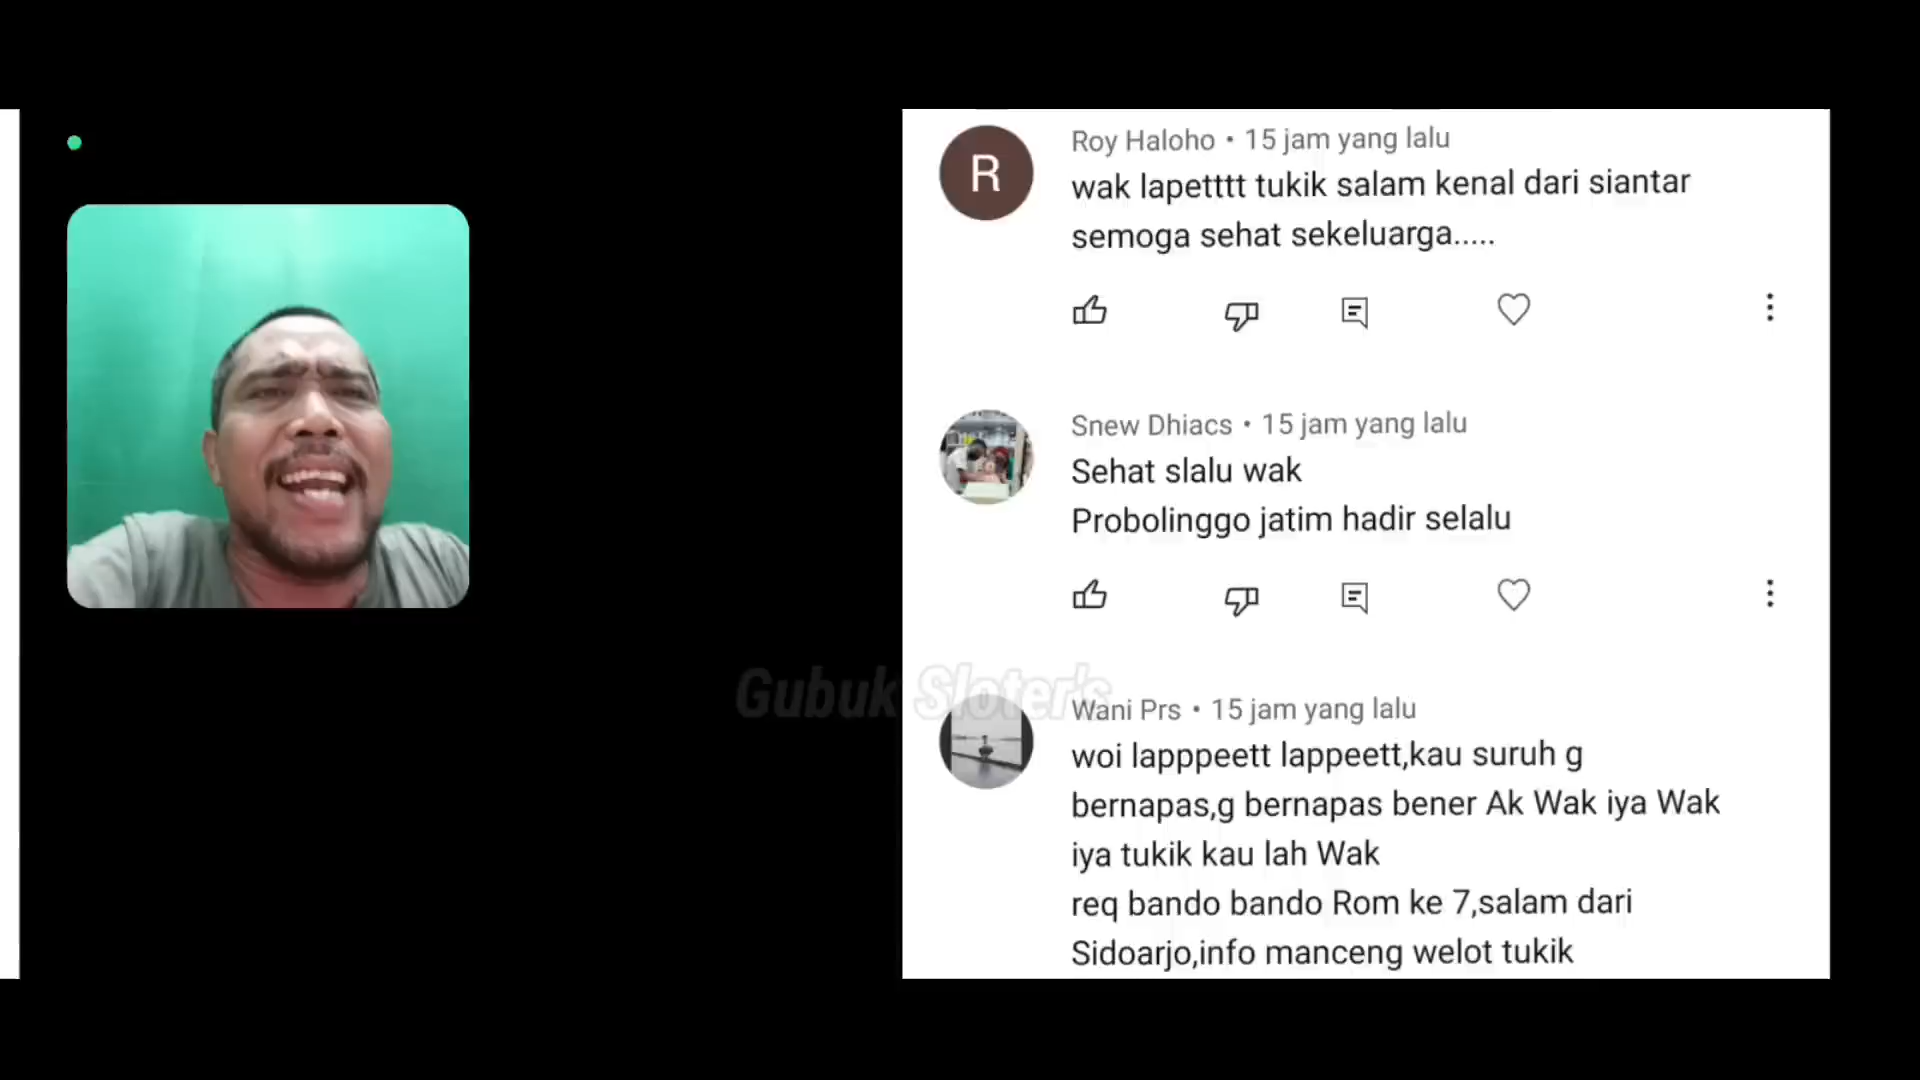 Roy Haloho • 15 jam yang lalu
wak lapetttt tukik salam kenal dari siantar
semoga sehat sekeluarga.....
Snew Dhiacs • 15 jam yang lalu
Sehat slalu wak
Probolinggo jatim hadir selalu
Gubuk Sloter's
Wani Prs • 15 jam yang lalu
woi lapppeett lappeett,kau suruh g
bernapas,g bernapas bener Ak Wak iya Wak
iya tukik kau lah Wak
req bando bando Rom ke 7,salam dari
Sidoarjo,info manceng welot tukik
R